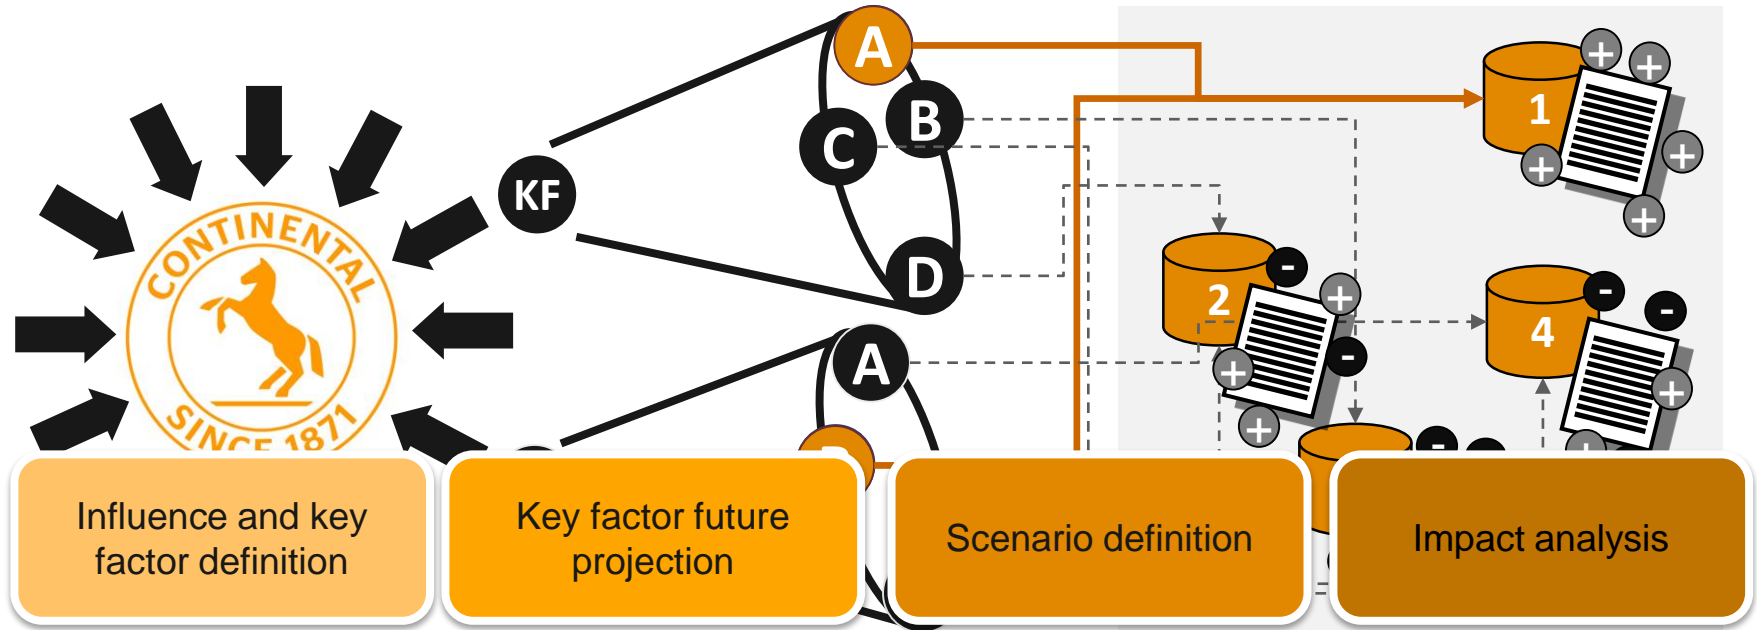 A
B
C
KF
D
1
2
4
CONTINENTAL
SINCE 1871
A
+
+
+
+
+
-
+
-
+
+
-
-
+
+
-
Influence and key
factor definition
Key factor future
projection
Scenario definition
Impact analysis